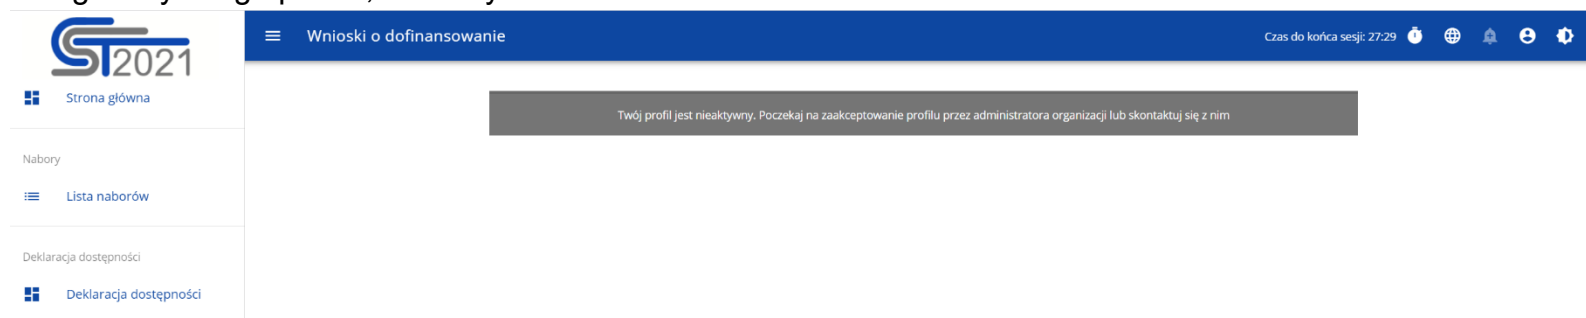 CST2021
Wnioski o dofinansowanie
Czas do końca sesji: 27:29
Strona główna
Twój profil jest nieaktywny. Poczekaj na zaakceptowanie profilu przez administratora organizacji lub skontaktuj się z nim
Nabory
Lista naborów
Deklaracja dostępności
Deklaracja dostępności